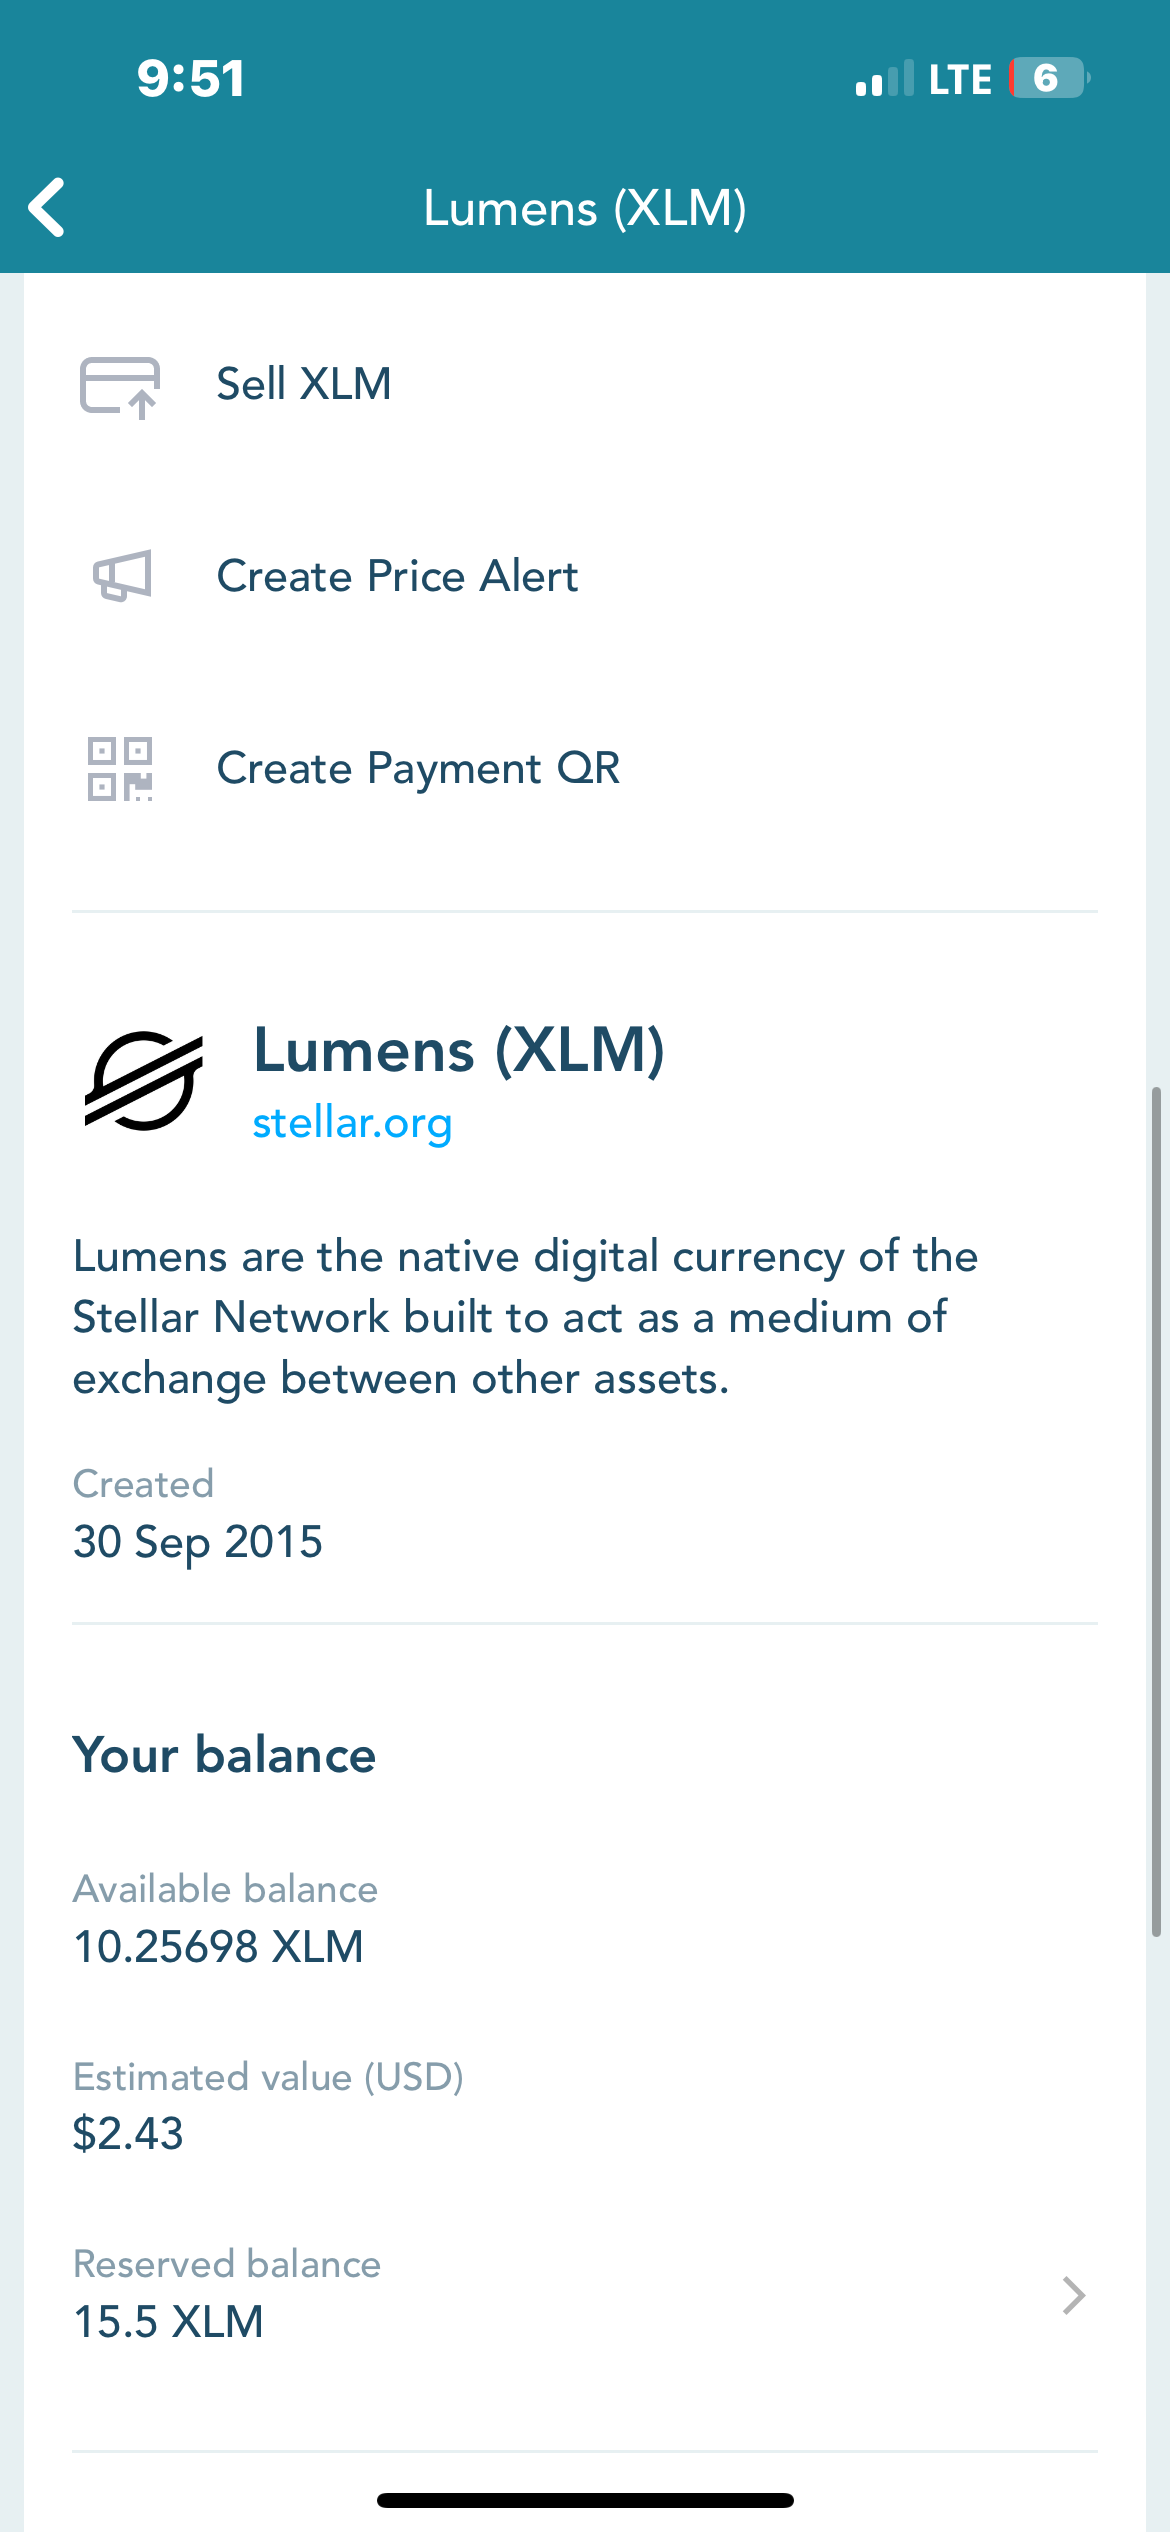 9:51
LTE 6
Lumens (XLM)
Sell XLM
Create Price Alert
Create Payment QR
Lumens (XLM)
stellar.org
Lumens are the native digital currency of the
Stellar Network built to act as a medium of
exchange between other assets.
Created
30 Sep 2015
Your balance
Available balance
10.25698 XLM
Estimated value (USD)
$2.43
Reserved balance
15.5 XLM